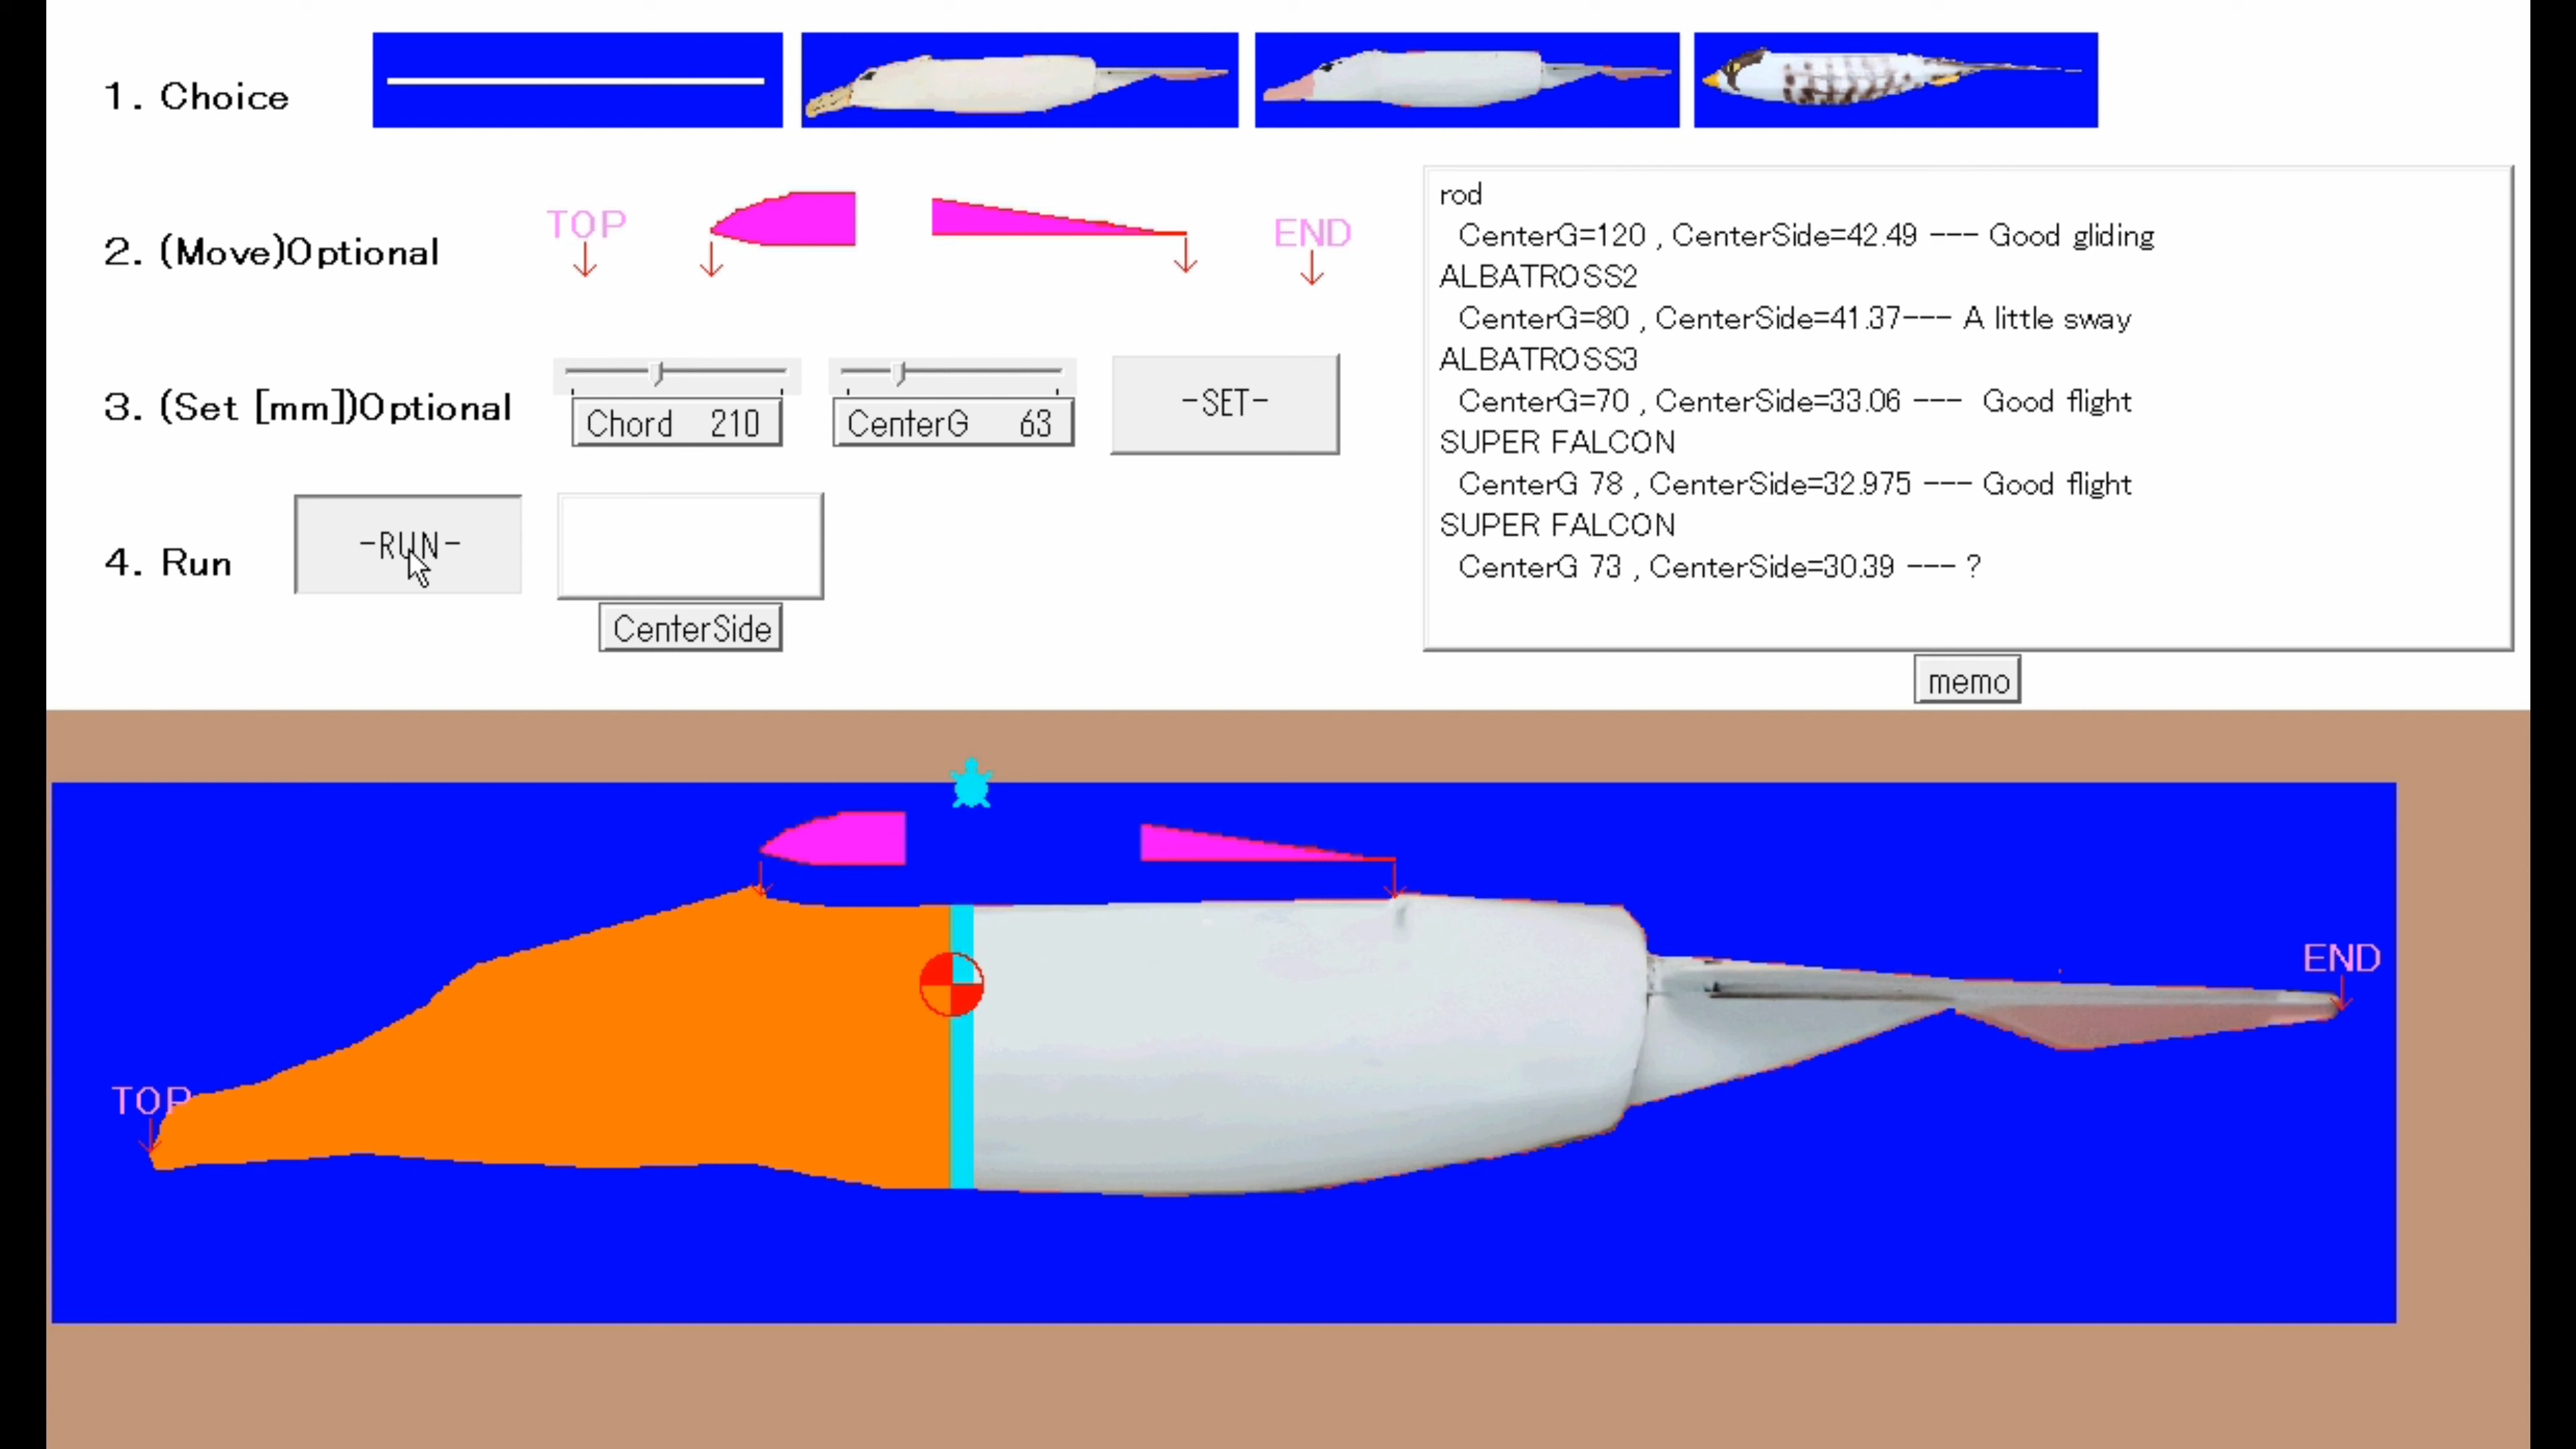 1. Choice
TOP
END
2. (Move)Optional
3. (Set [mm])Optional
Chord 210
CenterG 63
-SET-
4. Run
-RUN-
CenterSide
rod
CenterG=120 , CenterSide=42.49 --- Good gliding
ALBATROSS2
CenterG=80 , CenterSide=41.37--- A little sway
ALBATROSS3
CenterG=70 , CenterSide=33.06 --- Good flight
SUPER FALCON
CenterG 78 , CenterSide=32.975 --- Good flight
SUPER FALCON
CenterG 73 , CenterSide=30.39 --- ?
memo
END
TOP